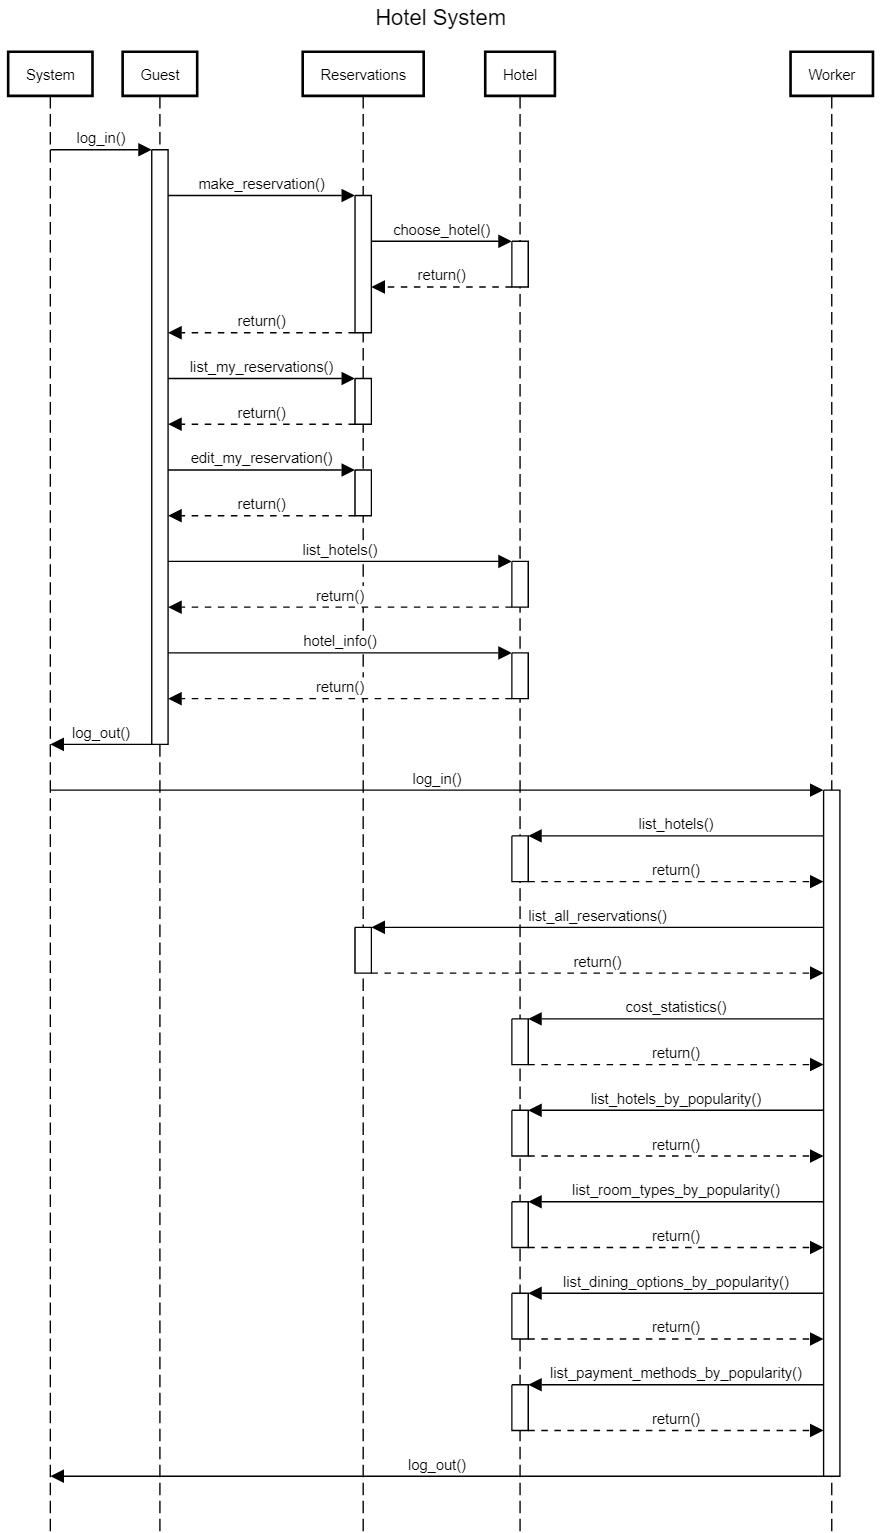 Hotel System
System
Guest
Reservations
Hotel
Worker
log_in()
make_reservation()
choose_hotel()
return()
return()
list_my_reservations()
return()
edit_my_reservation()
return()
list_hotels()
return()
hotel_info()
return()
log_out()
log_in()
list_hotels()
return()
list_all_reservations()
return()
cost_statistics()
return()
list_hotels_by_popularity()
return()
list_room_types_by_popularity()
return()
list_dining_options_by_popularity()
return()
list_payment_methods_by_popularity()
return()
log_out()